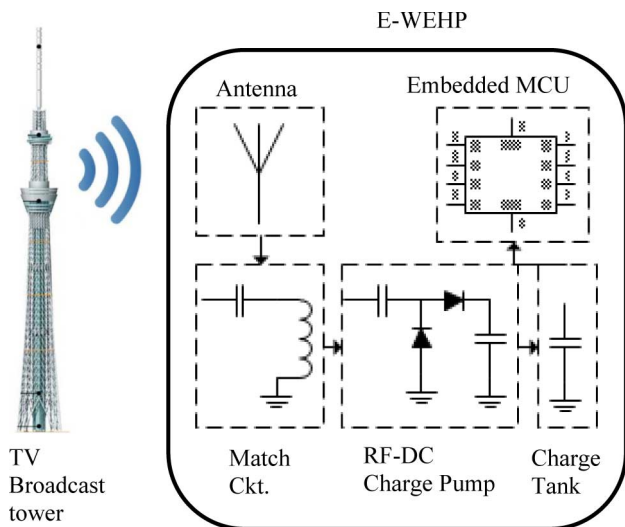 E-WEHP
Antenna
Embedded MCU
TV
Broadcast
tower
Match
Ckt.
RF-DC
Charge Pump
Charge
Tank